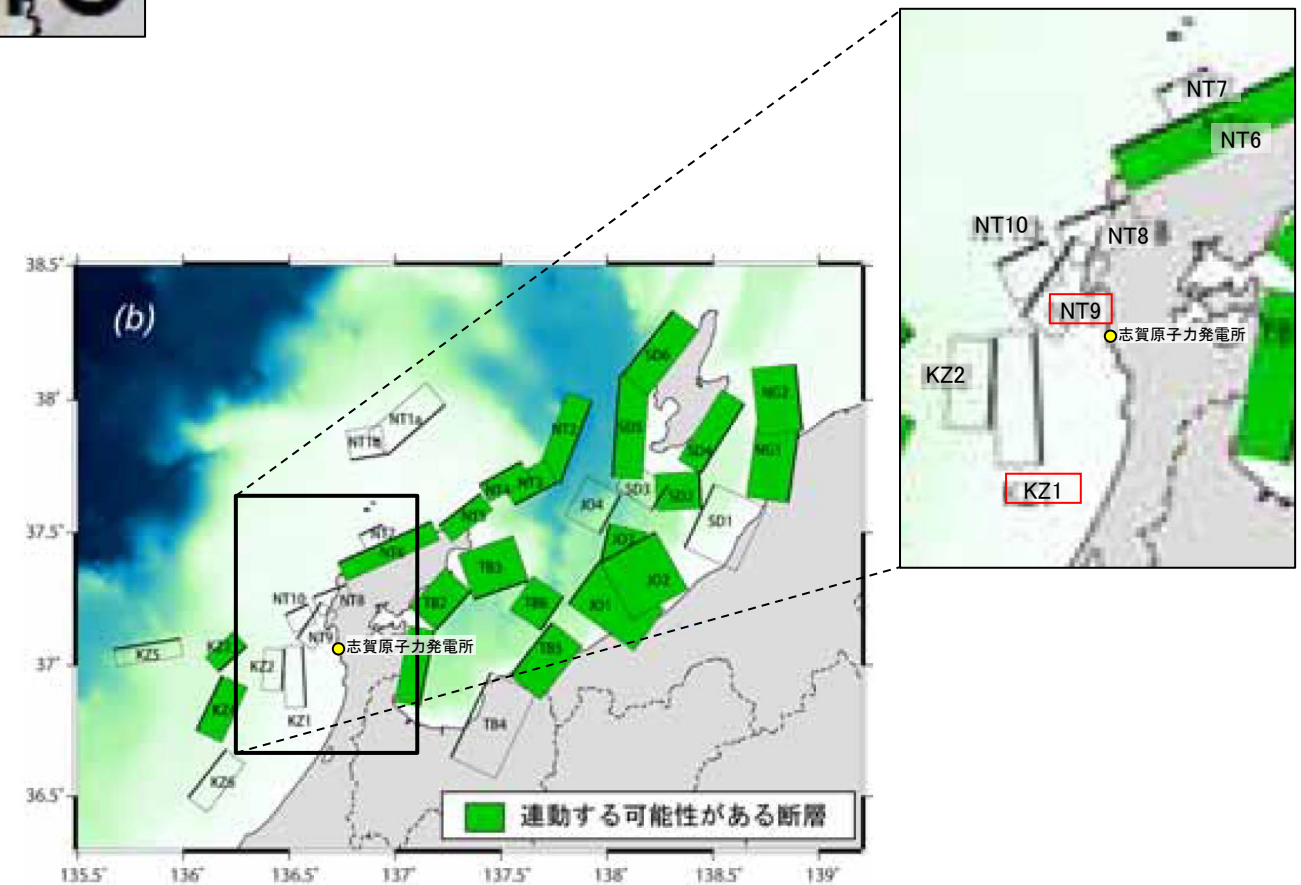 NT7
NT6
NT10
NT8
NT9
志賀原子力発電所
KZ2
KZ1
(b)
38.5°
38°
37.5°
37°
36.5°
135.5°
136°
136.5°
137°
137.5°
138°
138.5°
139°
SD6
NT1a
NT2
SD5
SD4
NG2
NG1
NT3
NT4
NT5
SD3
SD2
JO4
SD1
NT7
NT6
TB3
JO3
JO2
JO1
NT10
NT8
TB2
TB6
NT9
志賀原子力発電所
KZ5
KZ3
KZ2
TB5
KZ4
KZ1
TB4
KZ6
連動する可能性がある断層